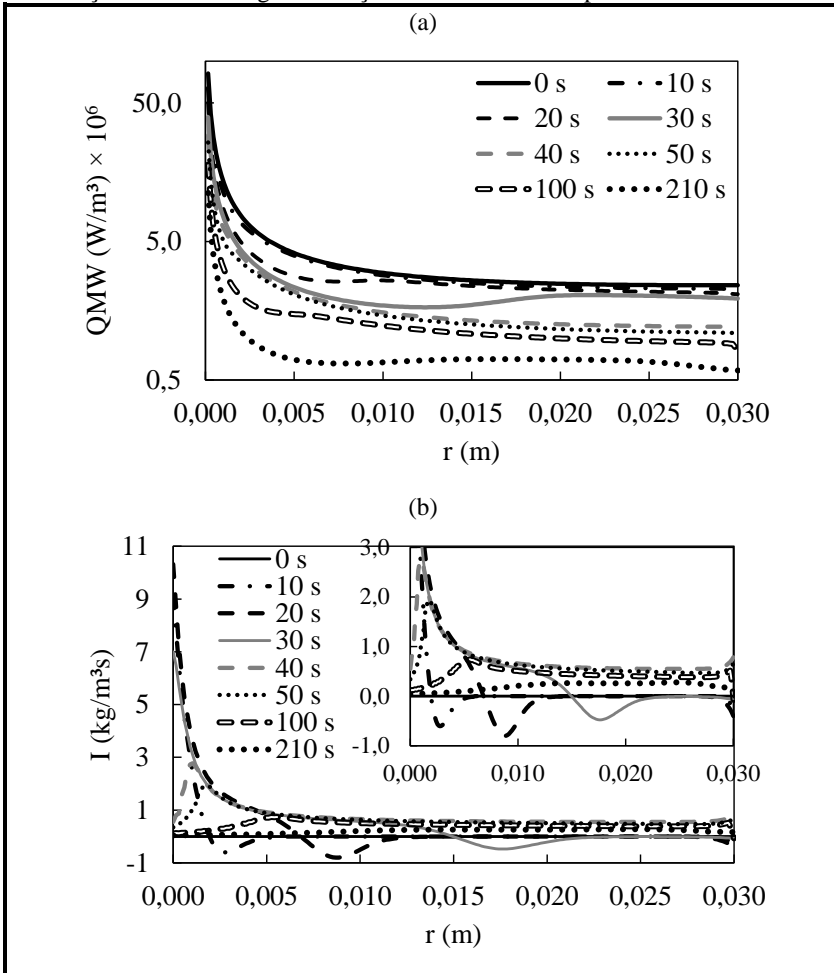 (a)
QMW (W/m³) × 10⁶
50,0
5,0
0,5
0 s
10 s
20 s
30 s
40 s
50 s
100 s
210 s
0,000 0,005 0,010 0,015 0,020 0,025 0,030
r (m)
(b)
I (kg/m³s)
11
9
7
5
3
1
-1
0 s
10 s
20 s
30 s
40 s
50 s
100 s
210 s
3,0
2,0
1,0
0,0
-1,0
0,000 0,010 0,020 0,030
0,000 0,005 0,010 0,015 0,020 0,025 0,030
r (m)